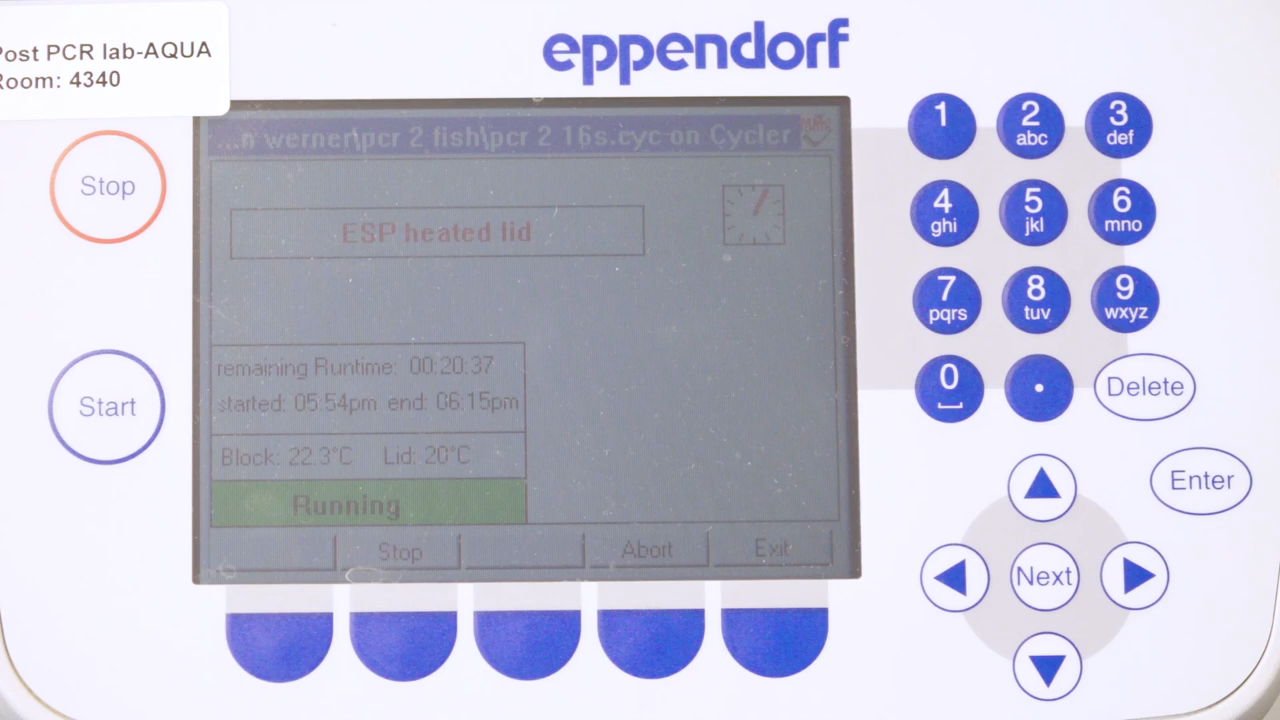 Post PCR lab-AQUA
Room: 4340
eppendorf
...n werner\pcr 2 fish\pcr 2 16s.cyc on Cycler
ESP heated lid
remaining Runtime: 00:20:37
started: 05:54pm end: 06:15pm
Block: 22.3°C Lid: 20°C
Running
Stop Abort Exit
Stop
Start
1
2 abc
3 def
4 ghi
5 jkl
6 mno
7 pqrs
8 tuv
9 wxyz
0
.
Delete
Enter
Next